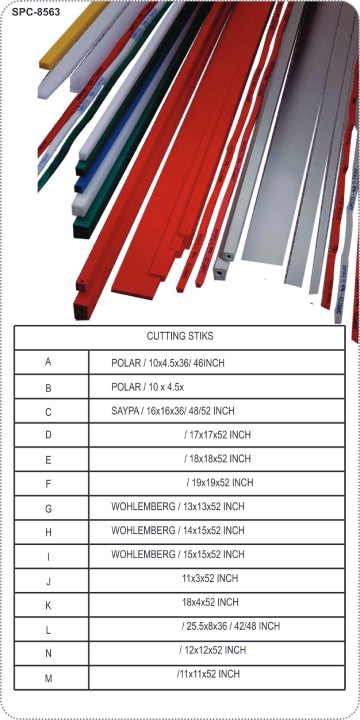 SPC-8563
CUTTING STIKS
A POLAR / 10x4.5x36/ 46INCH
B POLAR / 10 x 4.5x
C SAYPA / 16x16x36/ 48/52 INCH
D / 17x17x52 INCH
E / 18x18x52 INCH
F / 19x19x52 INCH
G WOHLEMBERG / 13x13x52 INCH
H WOHLEMBERG / 14x15x52 INCH
I WOHLEMBERG / 15x15x52 INCH
J 11x3x52 INCH
K 18x4x52 INCH
L / 25.5x8x36 / 42/48 INCH
N / 12x12x52 INCH
M /11x11x52 INCH